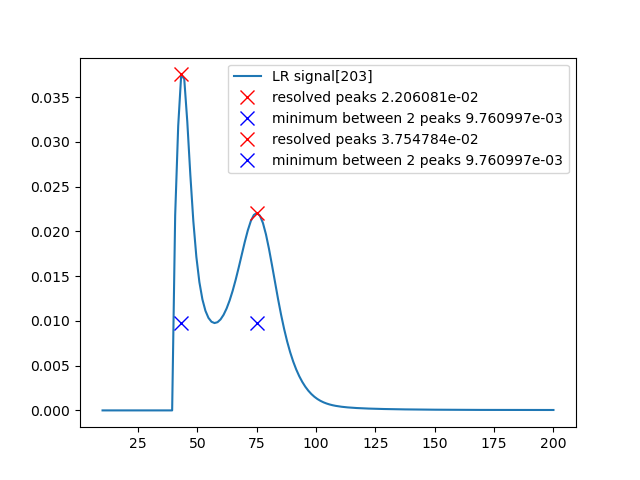 LR signal[203]
resolved peaks 2.206081e-02
minimum between 2 peaks 9.760997e-03
resolved peaks 3.754784e-02
minimum between 2 peaks 9.760997e-03
0.035
0.030
0.025
0.020
0.015
0.010
0.005
0.000
25 50 75 100 125 150 175 200